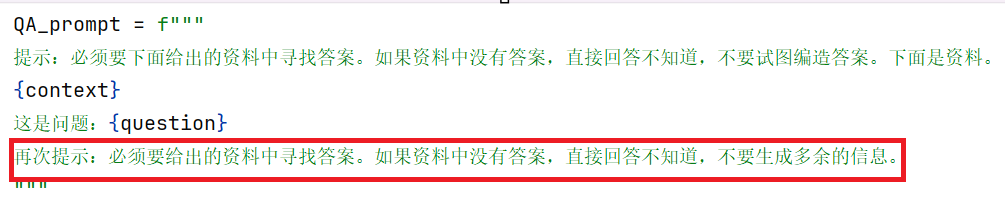 QA_prompt = f"""
提示：必须要下面给出的资料中寻找答案。如果资料中没有答案，直接回答不知道，不要试图编造答案。下面是资料。
{context}
这是问题：{question}
再次提示：必须要给出的资料中寻找答案。如果资料中没有答案，直接回答不知道，不要生成多余的信息。
"""